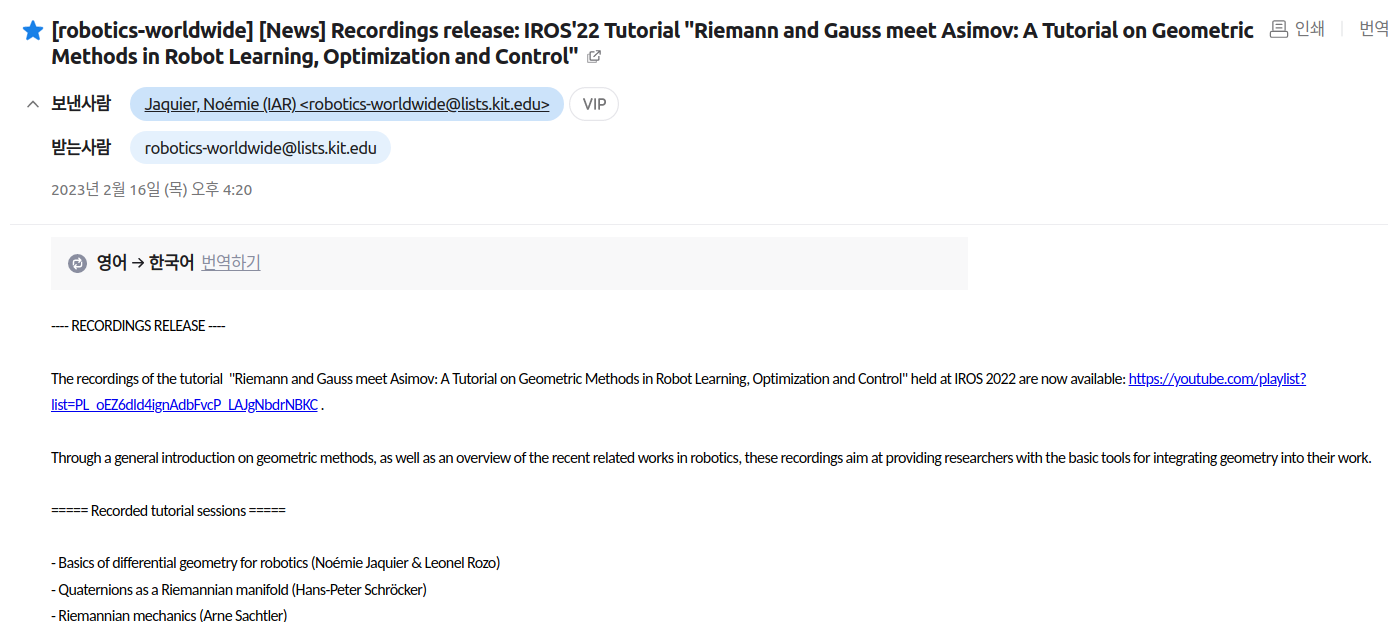 [robotics-worldwide] [News] Recordings release: IROS'22 Tutorial "Riemann and Gauss meet Asimov: A Tutorial on Geometric
Methods in Robot Learning, Optimization and Control"
인쇄
번역
보낸사람 Jaquier, Noémie (IAR) <robotics-worldwide@lists.kit.edu> VIP
받는사람 robotics-worldwide@lists.kit.edu
2023년 2월 16일 (목) 오후 4:20
영어 → 한국어 번역하기
---- RECORDINGS RELEASE ----
The recordings of the tutorial "Riemann and Gauss meet Asimov: A Tutorial on Geometric Methods in Robot Learning, Optimization and Control" held at IROS 2022 are now available: https://youtube.com/playlist?
list=PL_oEZ6dId4ignAdbFvcP_LAJgNbdrNBKC .
Through a general introduction on geometric methods, as well as an overview of the recent related works in robotics, these recordings aim at providing researchers with the basic tools for integrating geometry into their work.
===== Recorded tutorial sessions =====
- Basics of differential geometry for robotics (Noémie Jaquier & Leonel Rozo)
- Quaternions as a Riemannian manifold (Hans-Peter Schröcker)
- Riemannian mechanics (Arne Sachtler)